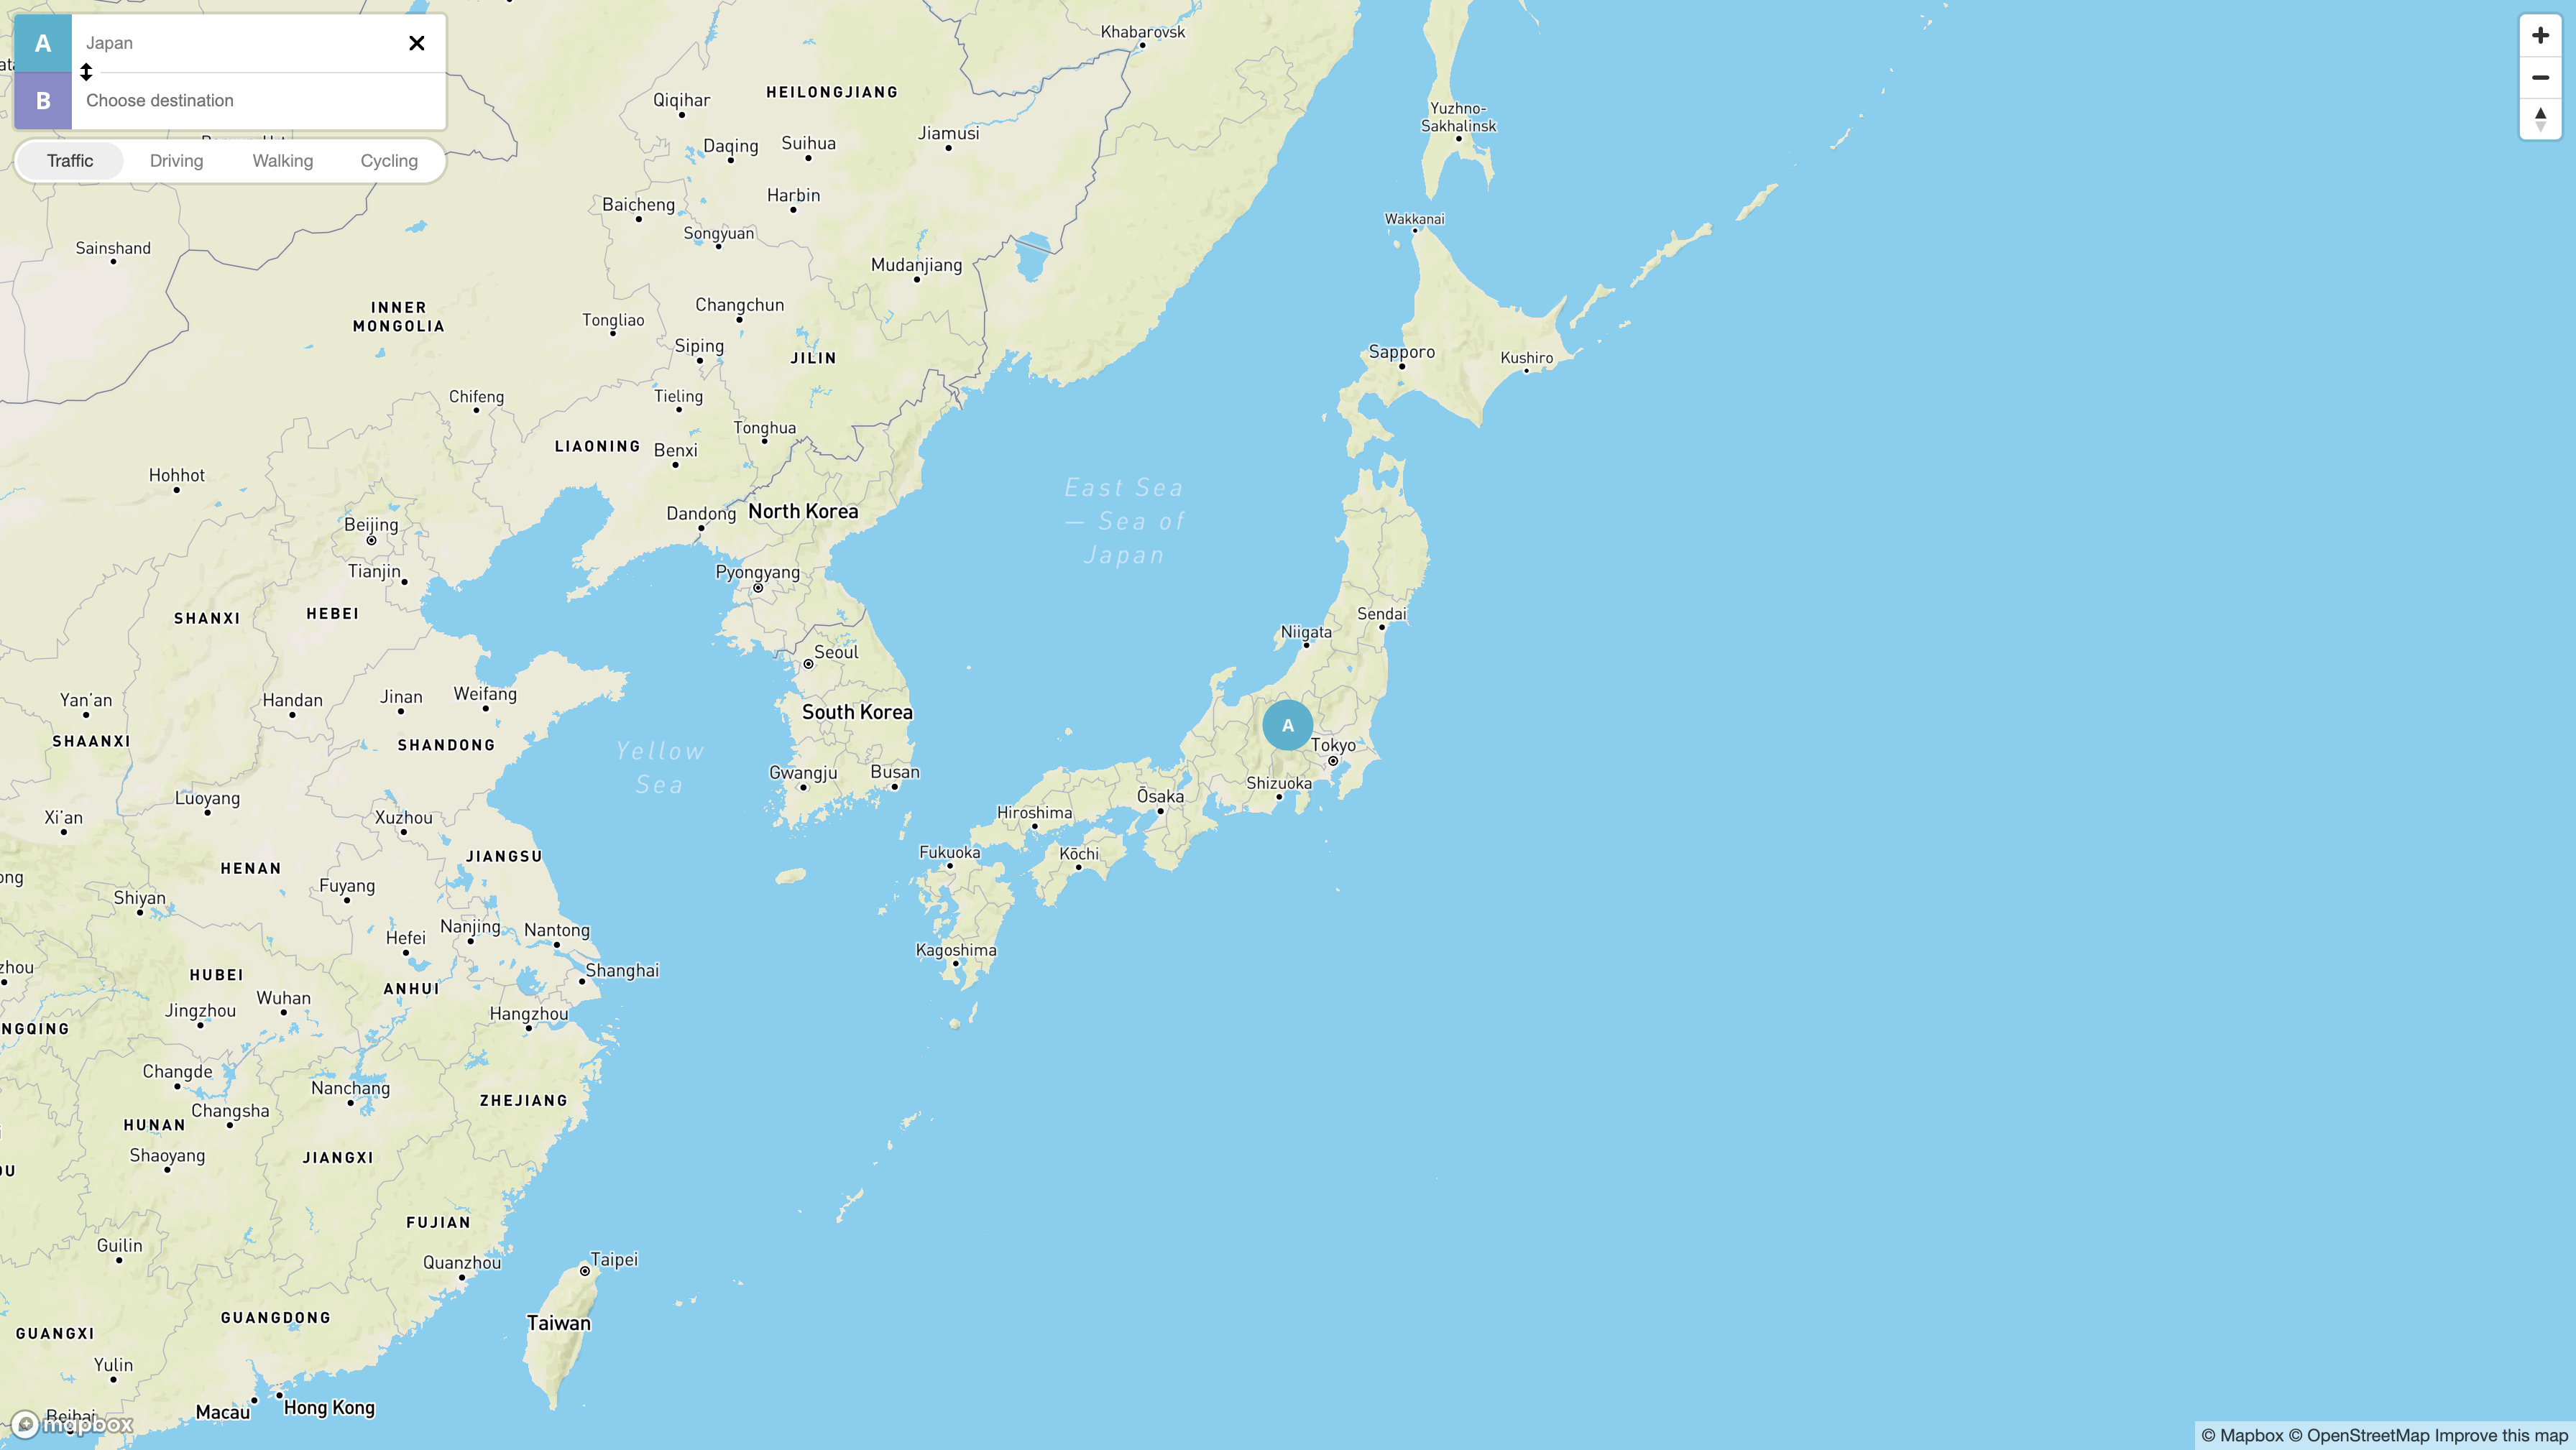 A
Japan
B
Choose destination
Traffic
Driving
Walking
Cycling
Khabarovsk
Qiqihar
HEILONGJIANG
Yuzhno-
Sakhalinsk
Jiamusi
Daqing
Suihua
Harbin
Baicheng
Songyuan
Wakkanai
Sainshand
Mudanjiang
INNER
MONGOLIA
Changchun
Tongliao
Siping
JILIN
Sapporo
Kushiro
Chifeng
Tieling
Tonghua
LIAONING
Benxi
Hohhot
East Sea
— Sea of
Japan
Dandong
North Korea
Beijing
Tianjin
Pyongyang
SHANXI
HEBEI
Sendai
Niigata
Seoul
Yan'an
Handan
Jinan
Weifang
South Korea
A
SHAANXI
SHANDONG
Yellow
Sea
Tokyo
Gwangju
Busan
Shizuoka
Luoyang
Ōsaka
Xi'an
Xuzhou
Hiroshima
JIANGSU
Fukuoka
Kōchi
HENAN
ong
Fuyang
Shiyan
Nanjing
Nantong
Hefei
Kagoshima
zhou
HUBEI
Shanghai
ANHUI
Wuhan
Jingzhou
Hangzhou
NGQING
Changde
Nanchang
ZHEJIANG
Changsha
HUNAN
Shaoyang
JIANGXI
OU
FUJIAN
Guilin
Quanzhou
Taipei
GUANGDONG
Taiwan
GUANGXI
Yulin
Macau
Hong Kong
Beihai
mapbox
© Mapbox © OpenStreetMap Improve this map